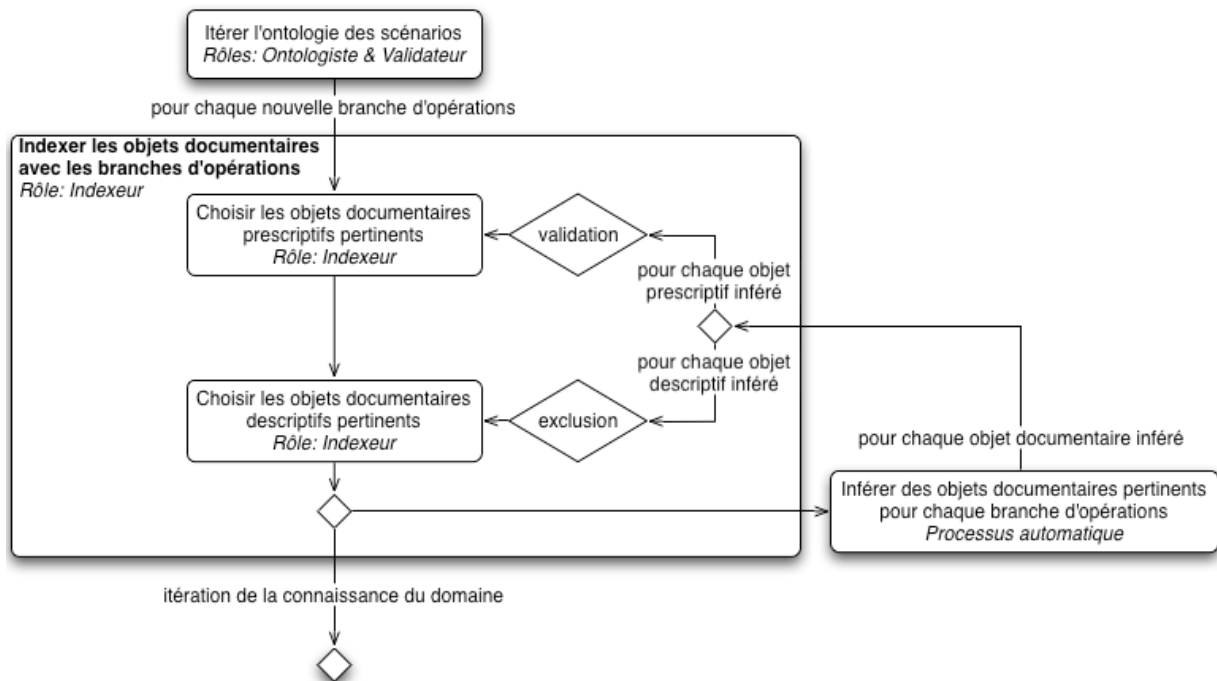 Itérer l'ontologie des scénarios
Rôles: Ontologiste & Validateur
pour chaque nouvelle branche d'opérations
Indexer les objets documentaires
avec les branches d'opérations
Rôle: Indexeur
Choisir les objets documentaires
prescriptifs pertinents
Rôle: Indexeur
validation
pour chaque objet
prescriptif inféré
pour chaque objet
descriptif inféré
Choisir les objets documentaires
descriptifs pertinents
Rôle: Indexeur
exclusion
pour chaque objet documentaire inféré
Inférer des objets documentaires pertinents
pour chaque branche d'opérations
Processus automatique
itération de la connaissance du domaine